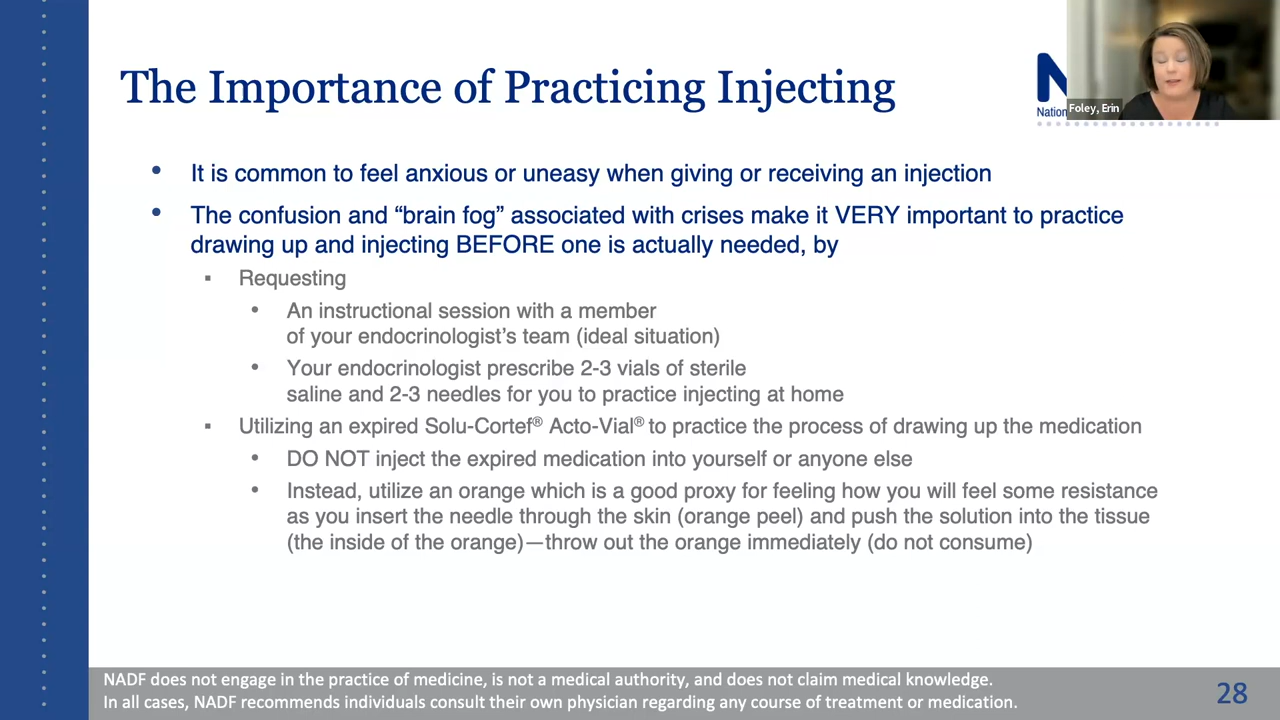 The Importance of Practicing Injecting
N
Nation
Foley, Erin
• It is common to feel anxious or uneasy when giving or receiving an injection
• The confusion and “brain fog” associated with crises make it VERY important to practice
drawing up and injecting BEFORE one is actually needed, by
▪ Requesting
• An instructional session with a member
of your endocrinologist’s team (ideal situation)
• Your endocrinologist prescribe 2-3 vials of sterile
saline and 2-3 needles for you to practice injecting at home
▪ Utilizing an expired Solu-Cortef® Acto-Vial® to practice the process of drawing up the medication
• DO NOT inject the expired medication into yourself or anyone else
• Instead, utilize an orange which is a good proxy for feeling how you will feel some resistance
as you insert the needle through the skin (orange peel) and push the solution into the tissue
(the inside of the orange)—throw out the orange immediately (do not consume)
NADF does not engage in the practice of medicine, is not a medical authority, and does not claim medical knowledge.
In all cases, NADF recommends individuals consult their own physician regarding any course of treatment or medication.
28